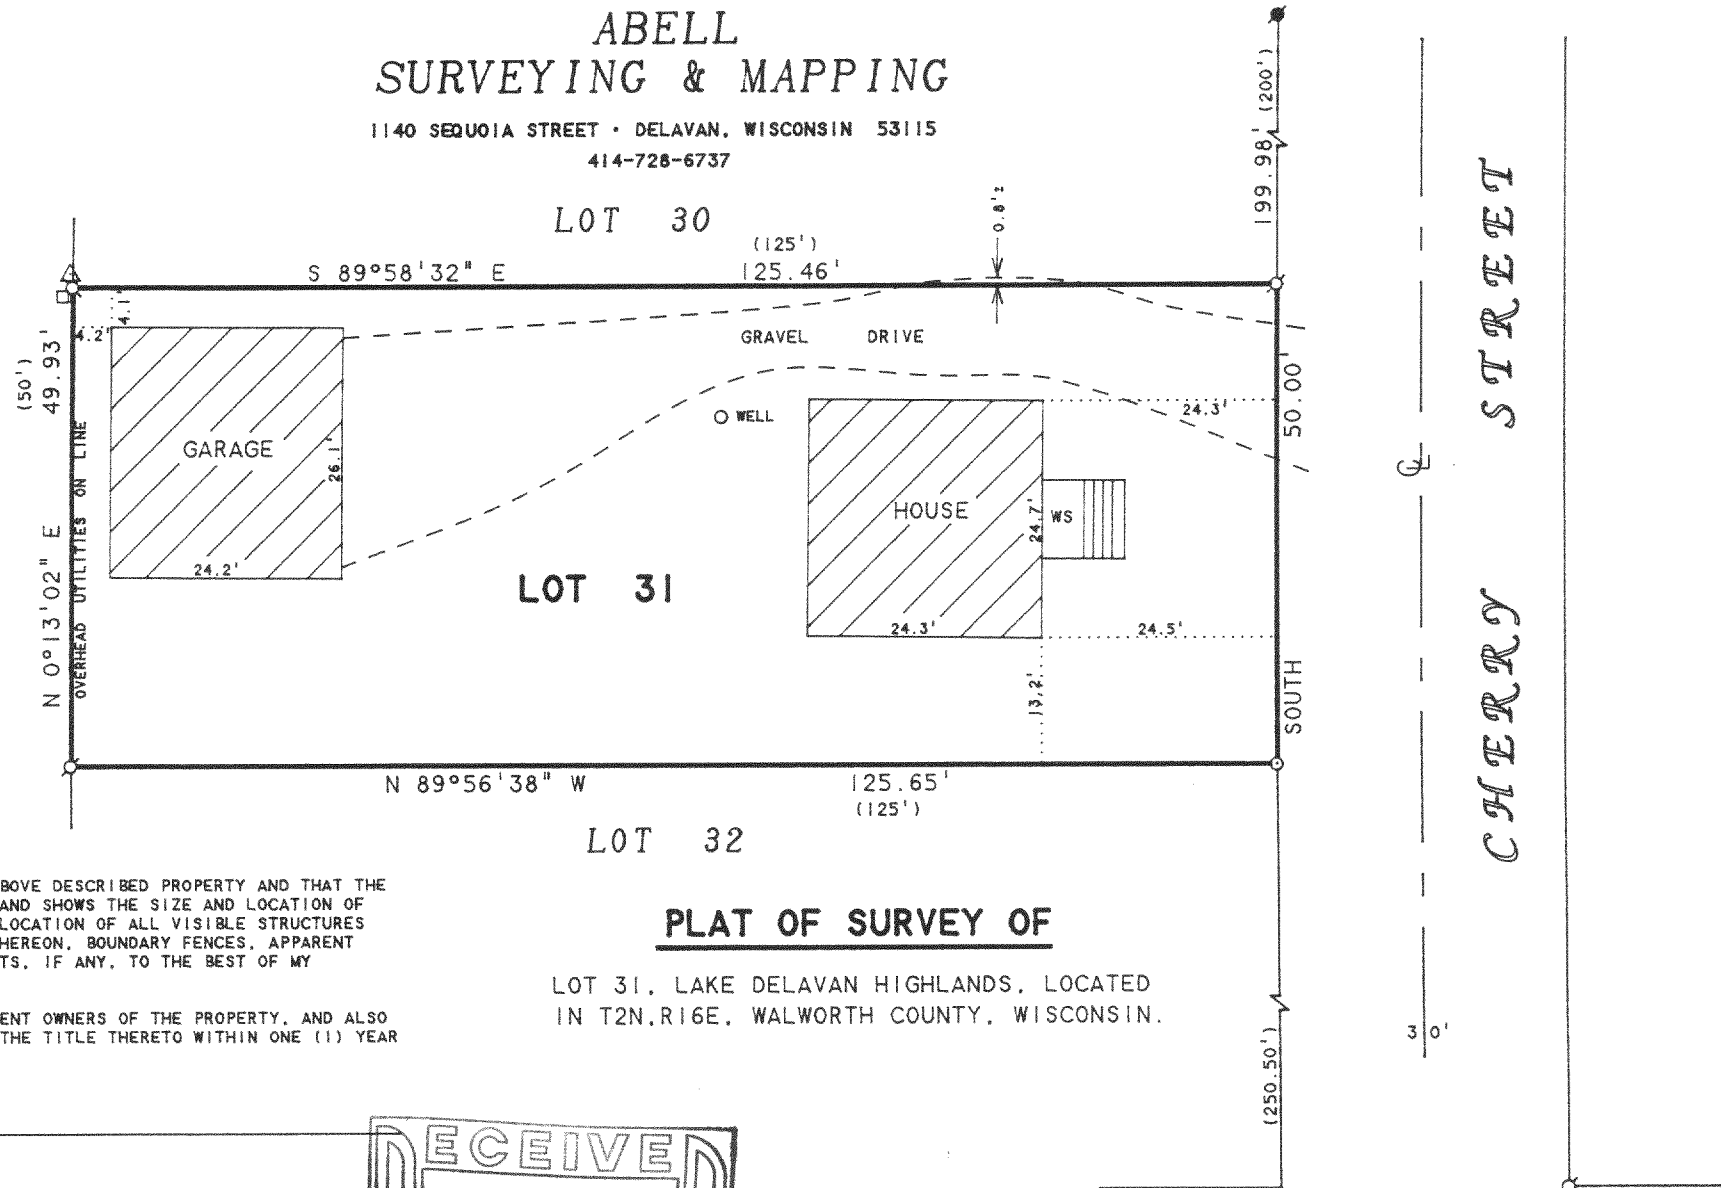 ABELL
SURVEYING & MAPPING
1140 SEQUOIA STREET • DELAVAN, WISCONSIN 53115
414-728-6737
LOT 30
(125')
S 89°58'32" E 125.46'
0.8'±
199.98' (200')
4.1'
4.2'
(50')
49.93'
N 0°13'02" E
OVERHEAD UTILITIES ON LINE
GARAGE
26.1'
24.2'
GRAVEL DRIVE
WELL
HOUSE
24.7'
24.3'
WS
24.3'
24.5'
13.2'
50.00'
SOUTH
LOT 31
CHERRY STREET
CL
N 89°56'38" W 125.65'
(125')
LOT 32
BOVE DESCRIBED PROPERTY AND THAT THE
AND SHOWS THE SIZE AND LOCATION OF
LOCATION OF ALL VISIBLE STRUCTURES
HEREON, BOUNDARY FENCES, APPARENT
TS, IF ANY, TO THE BEST OF MY
ENT OWNERS OF THE PROPERTY, AND ALSO
THE TITLE THERETO WITHIN ONE (1) YEAR
PLAT OF SURVEY OF
LOT 31, LAKE DELAVAN HIGHLANDS, LOCATED
IN T2N,R16E, WALWORTH COUNTY, WISCONSIN.
(250.50')
30'
RECEIVED